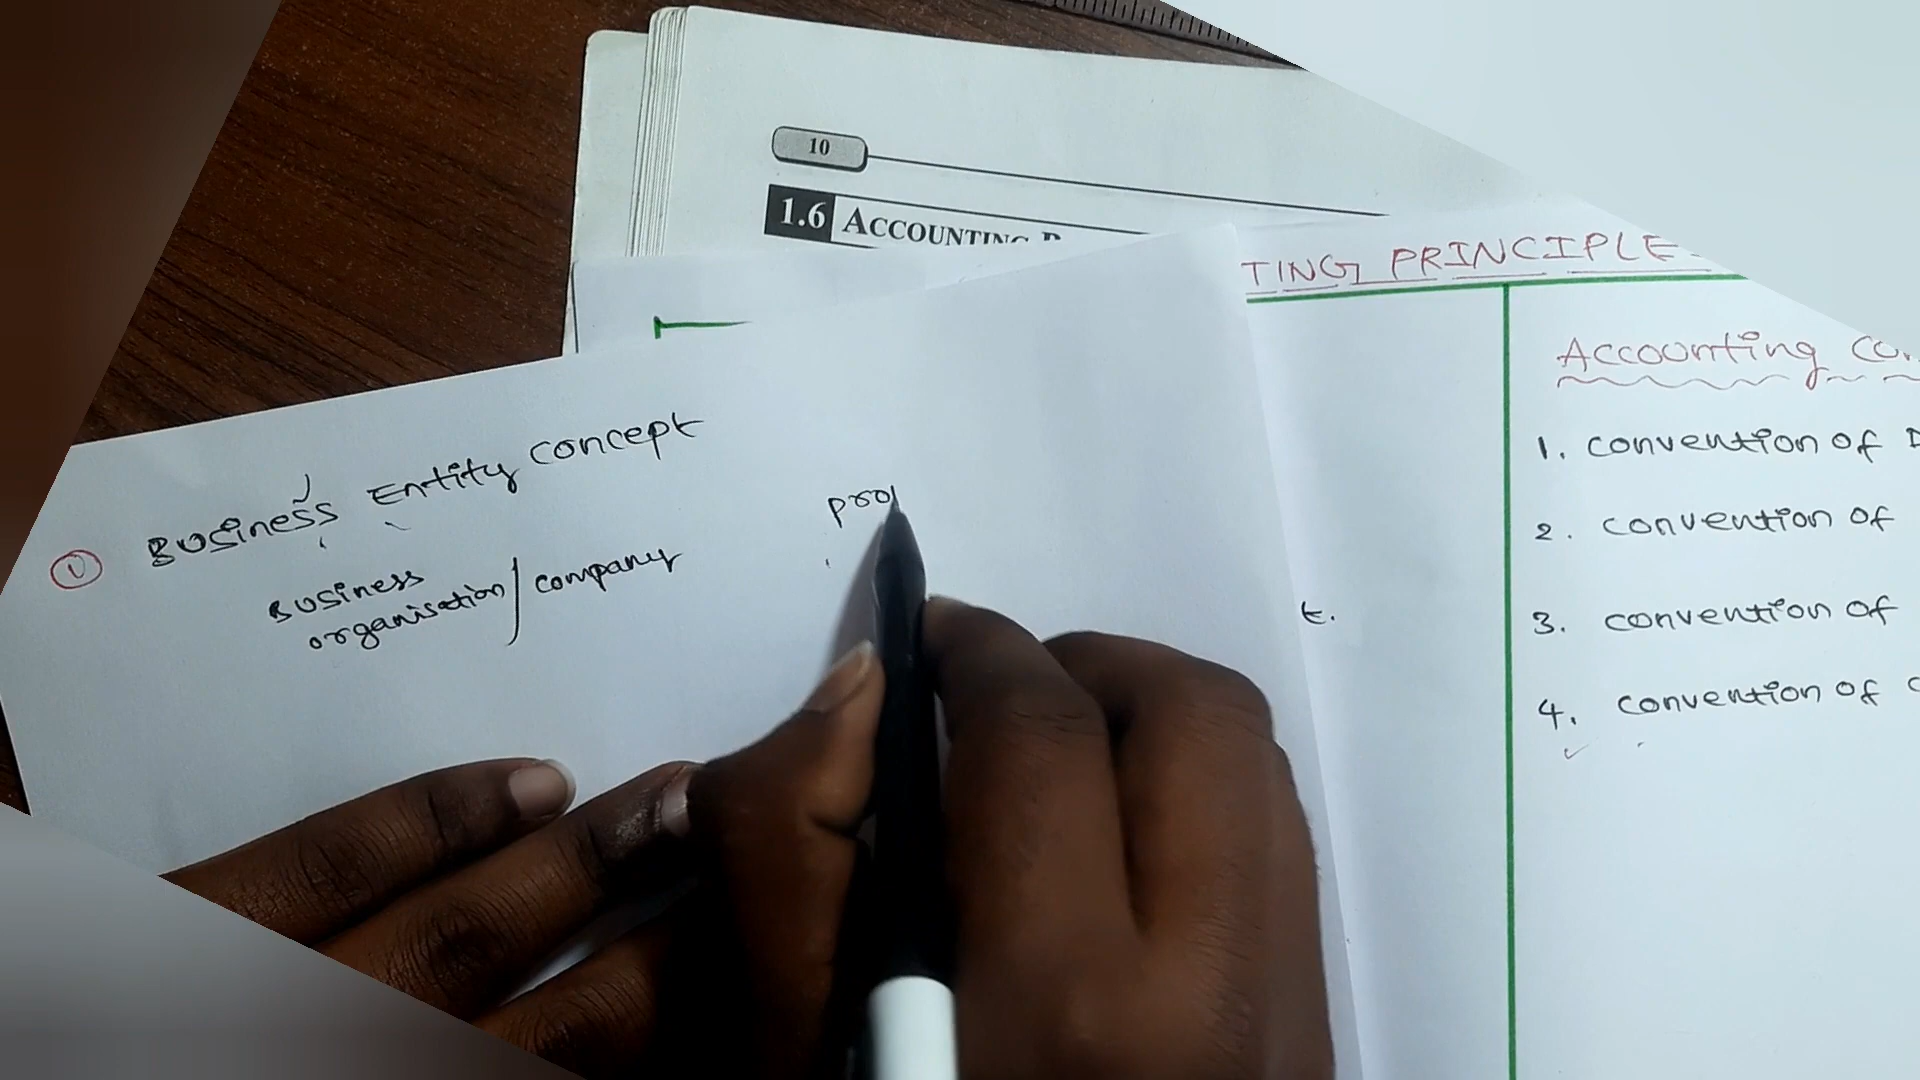 10
1.6 ACCOUNTING
TING PRINCIPLE
Accounting
1. convention of
2. convention of
3. convention of
4. convention of
t.
1 Business Entity concept
Business
organisation / company
pro